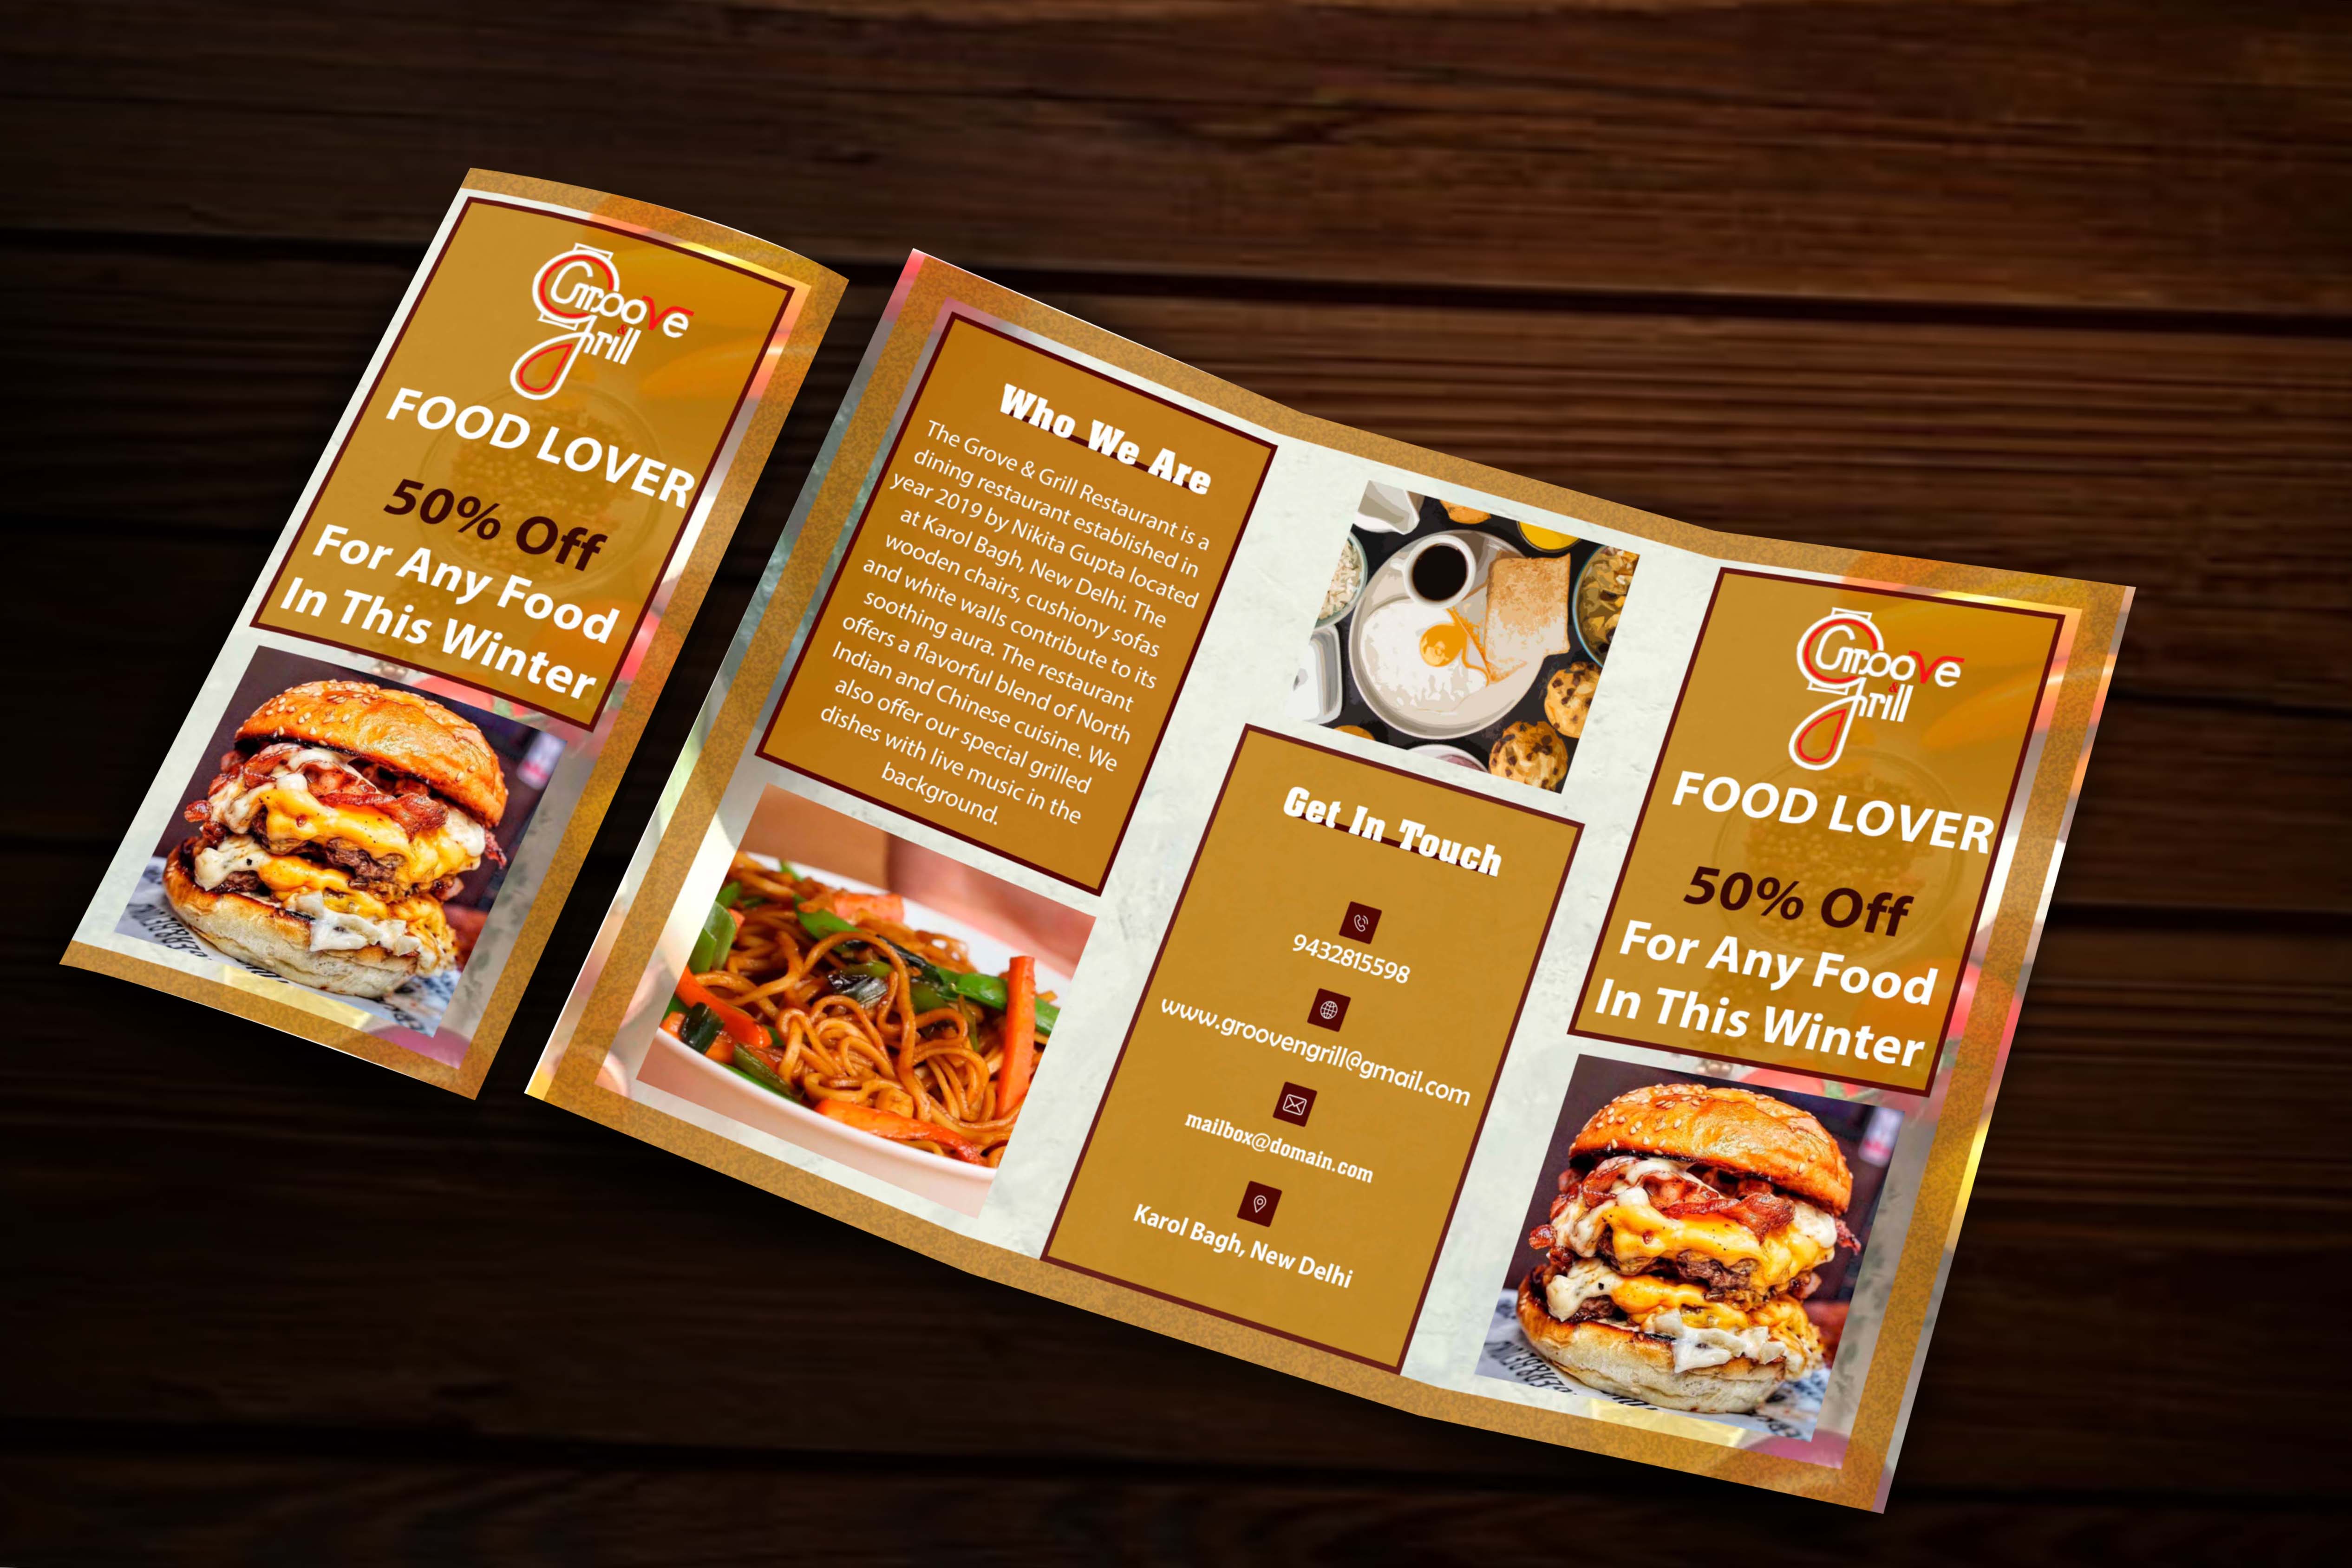 Groove
&
Grill
FOOD LOVER
50% Off
For Any Food
In This Winter
Who We Are
The Grove & Grill Restaurant is a
dining restaurant established in
year 2019 by Nikita Gupta located
at Karol Bagh, New Delhi. The
wooden chairs, cushiony sofas
and white walls contribute to its
soothing aura. The restaurant
offers a flavorful blend of North
Indian and Chinese cuisine. We
also offer our special grilled
dishes with live music in the
background.
Get In Touch
9432815598
www.groovengrill@gmail.com
mailbox@domain.com
Karol Bagh, New Delhi
Groove
&
Grill
FOOD LOVER
50% Off
For Any Food
In This Winter